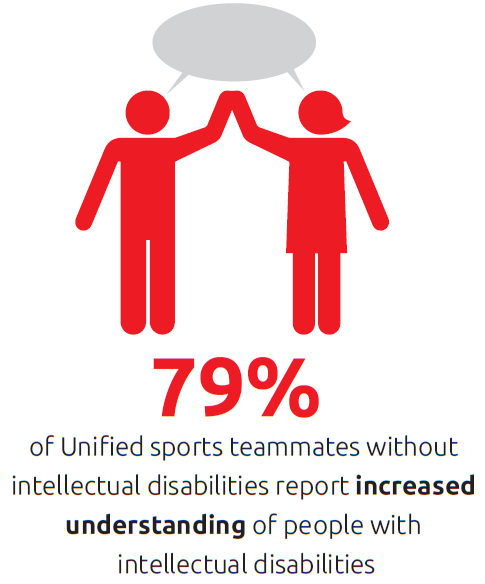 79%
of Unified sports teammates without
intellectual disabilities report increased
understanding of people with
intellectual disabilities